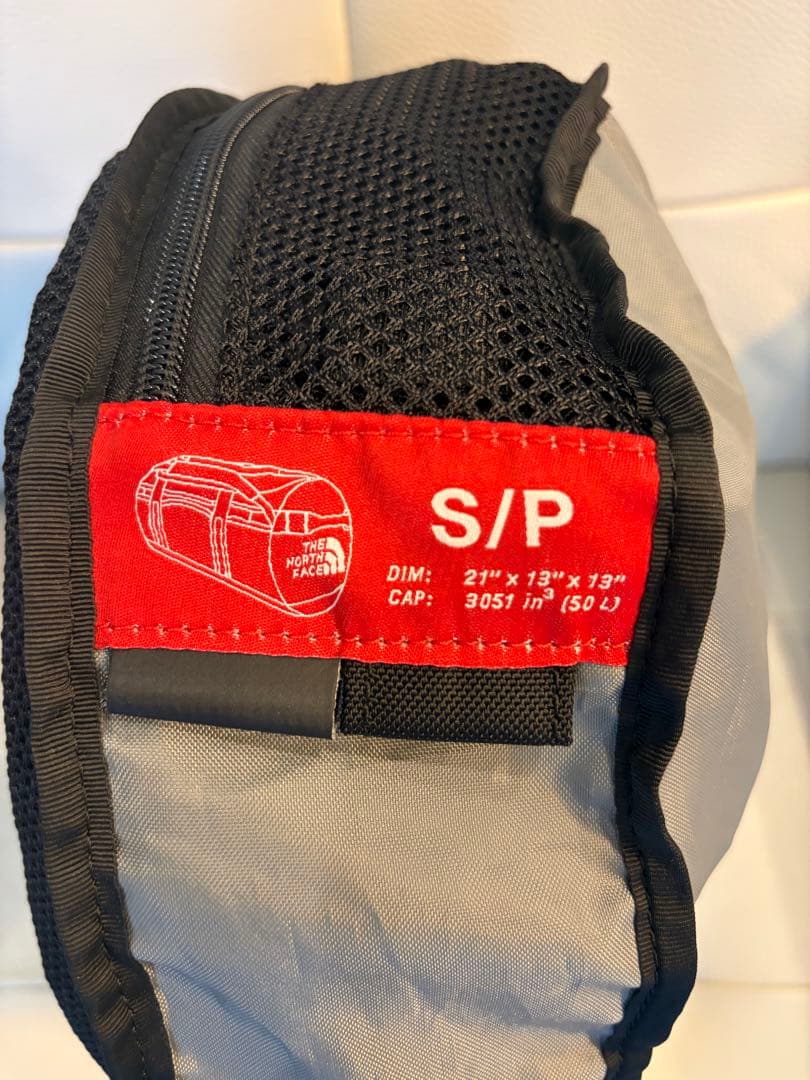 THE
NORTH
FACE
S/P
DIM: 21" x 13" x 13"
CAP: 3051 in³ (50 L)